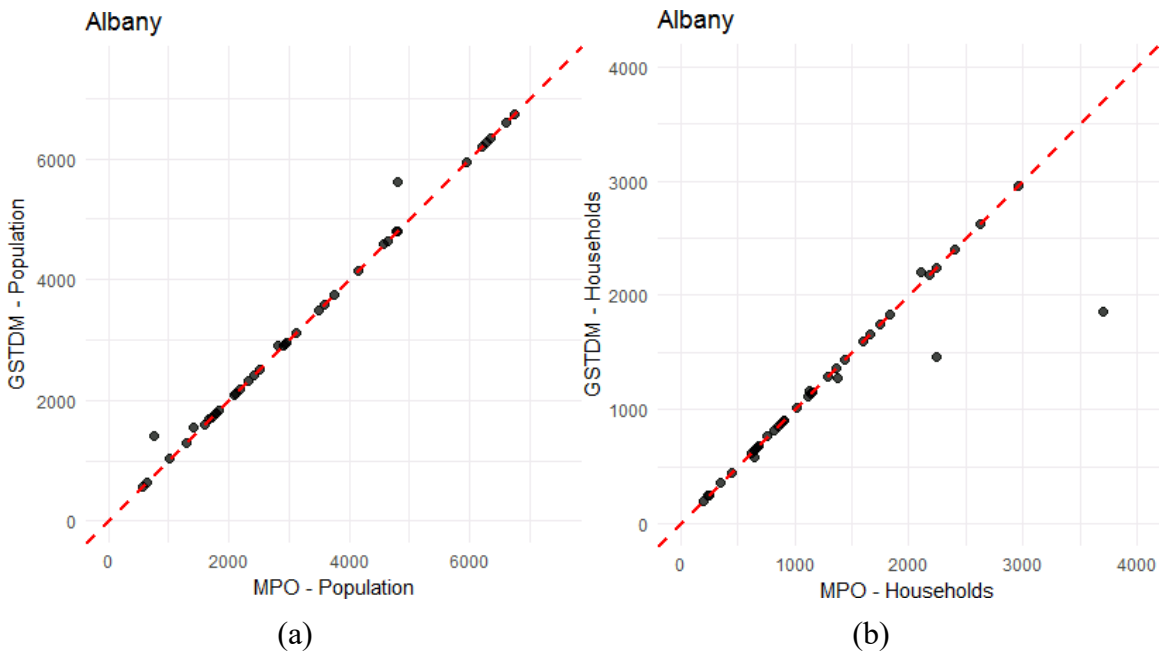 Albany
GSTDM - Population
6000
4000
2000
0
0 2000 4000 6000
MPO - Population
(a)
Albany
GSTDM - Households
4000
3000
2000
1000
0
0 1000 2000 3000 4000
MPO - Households
(b)